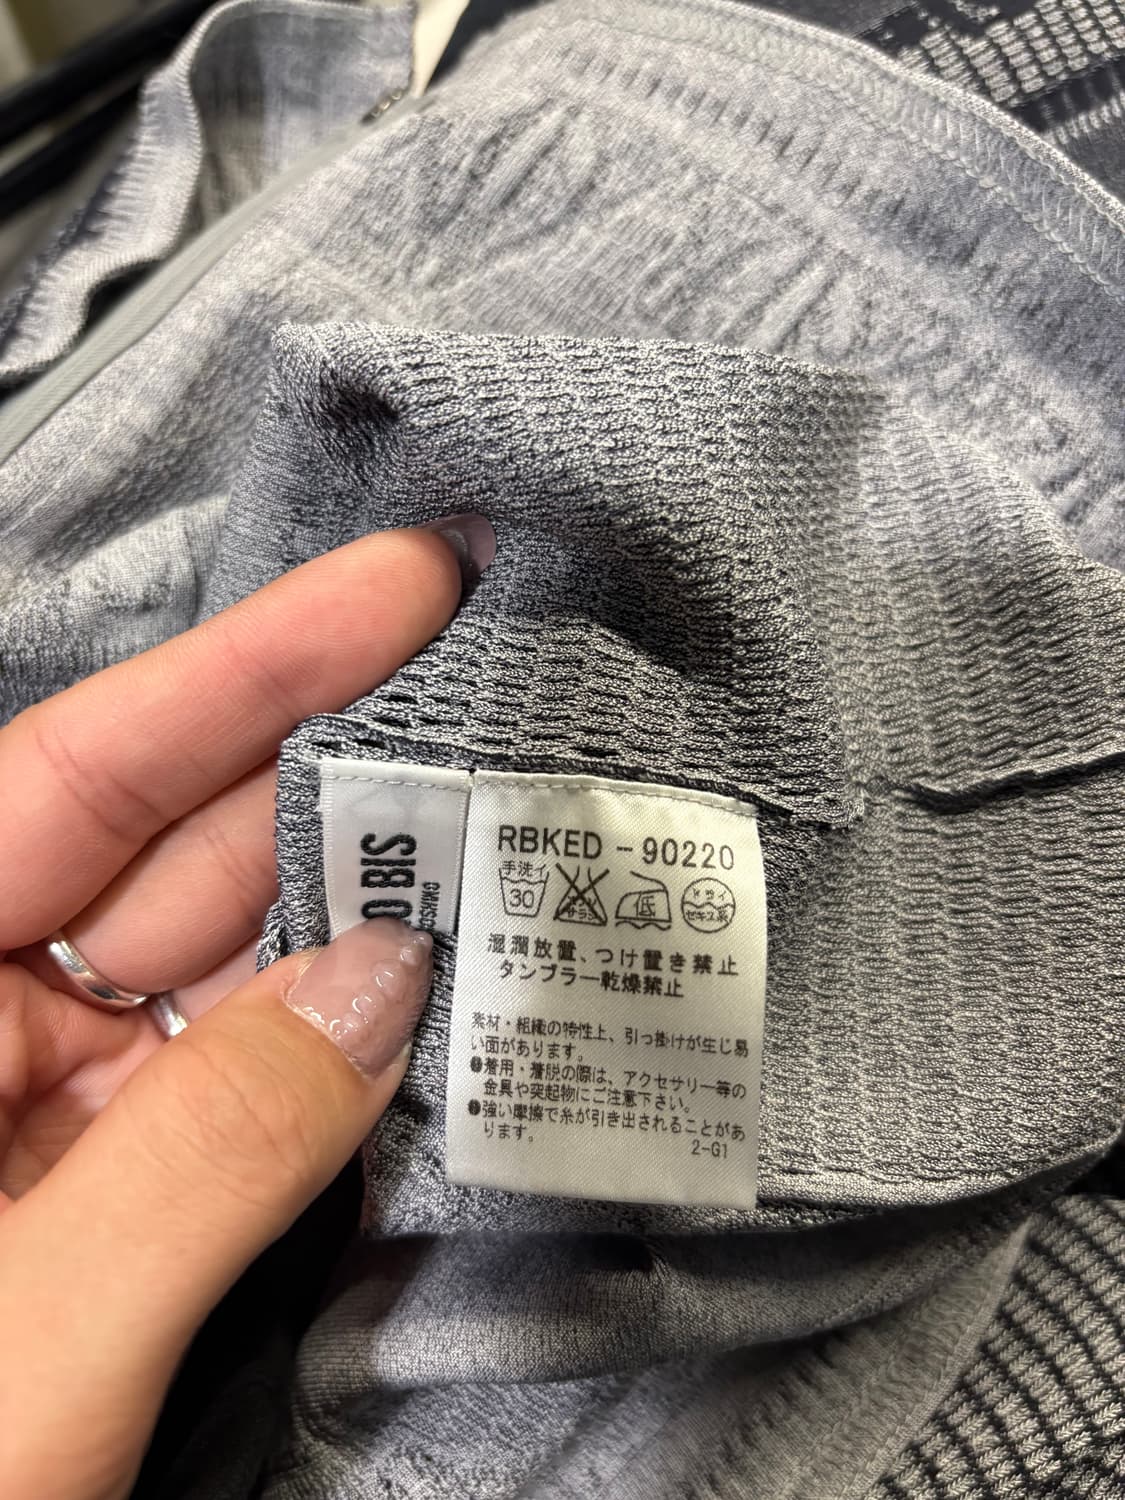 O BIS
OSHINO
RBKED - 90220
手洗イ
30
低
ドライ
セキユ系
湿潤放置、つけ置き禁止
タンブラー乾燥禁止
素材・組織の特性上、引っ掛けが生じ易
い面があります。
●着用・着脱の際は、アクセサリー等の
金具や突起物にご注意下さい。
●強い摩擦で糸が引き出されることがあ
ります。
2-G1